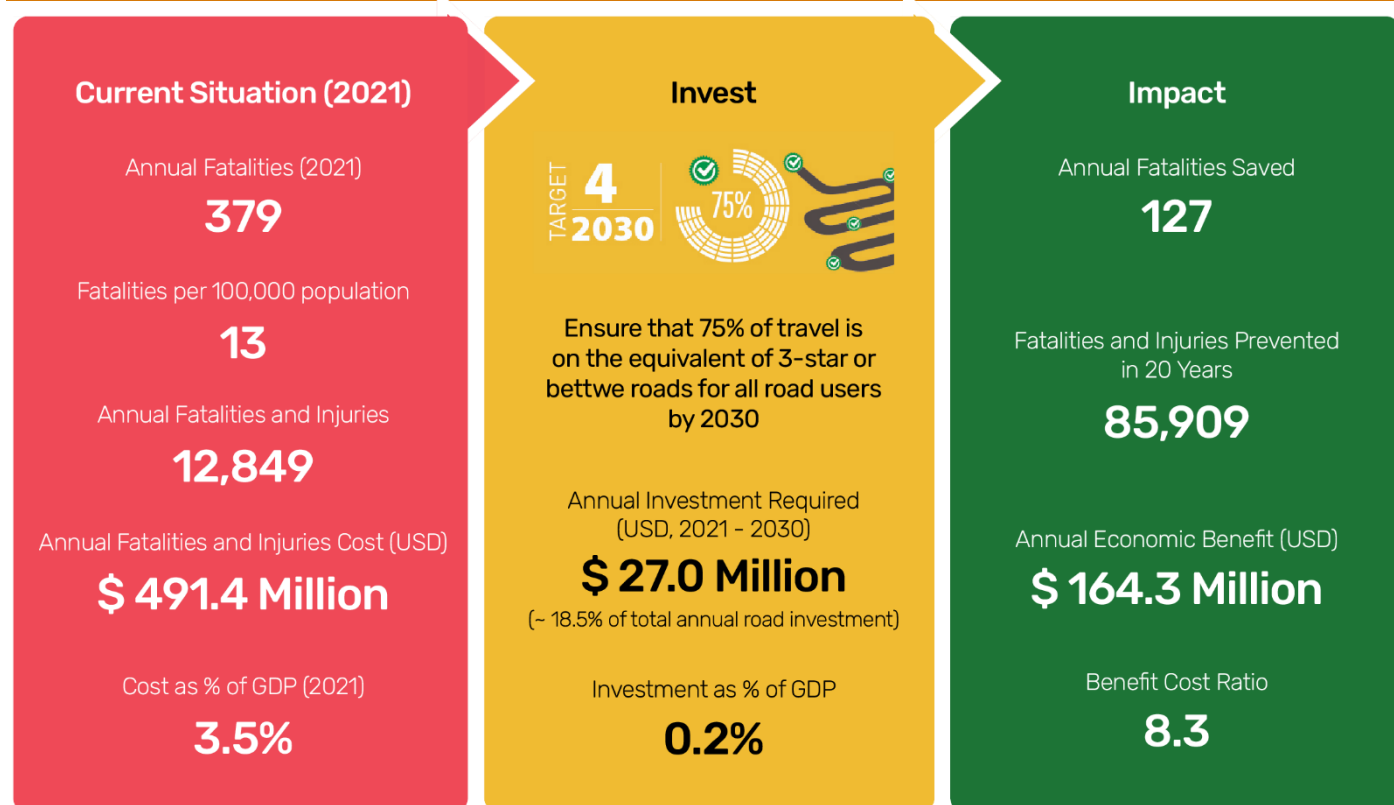 Current Situation (2021)
Annual Fatalities (2021)
379
Fatalities per 100,000 population
13
Annual Fatalities and Injuries
12,849
Annual Fatalities and Injuries Cost (USD)
$ 491.4 Million
Cost as % of GDP (2021)
3.5%
Invest
TARGET
4
2030
75%
Ensure that 75% of travel is
on the equivalent of 3-star or
bettwe roads for all road users
by 2030
Annual Investment Required
(USD, 2021 - 2030)
$ 27.0 Million
(~ 18.5% of total annual road investment)
Investment as % of GDP
0.2%
Impact
Annual Fatalities Saved
127
Fatalities and Injuries Prevented
in 20 Years
85,909
Annual Economic Benefit (USD)
$ 164.3 Million
Benefit Cost Ratio
8.3